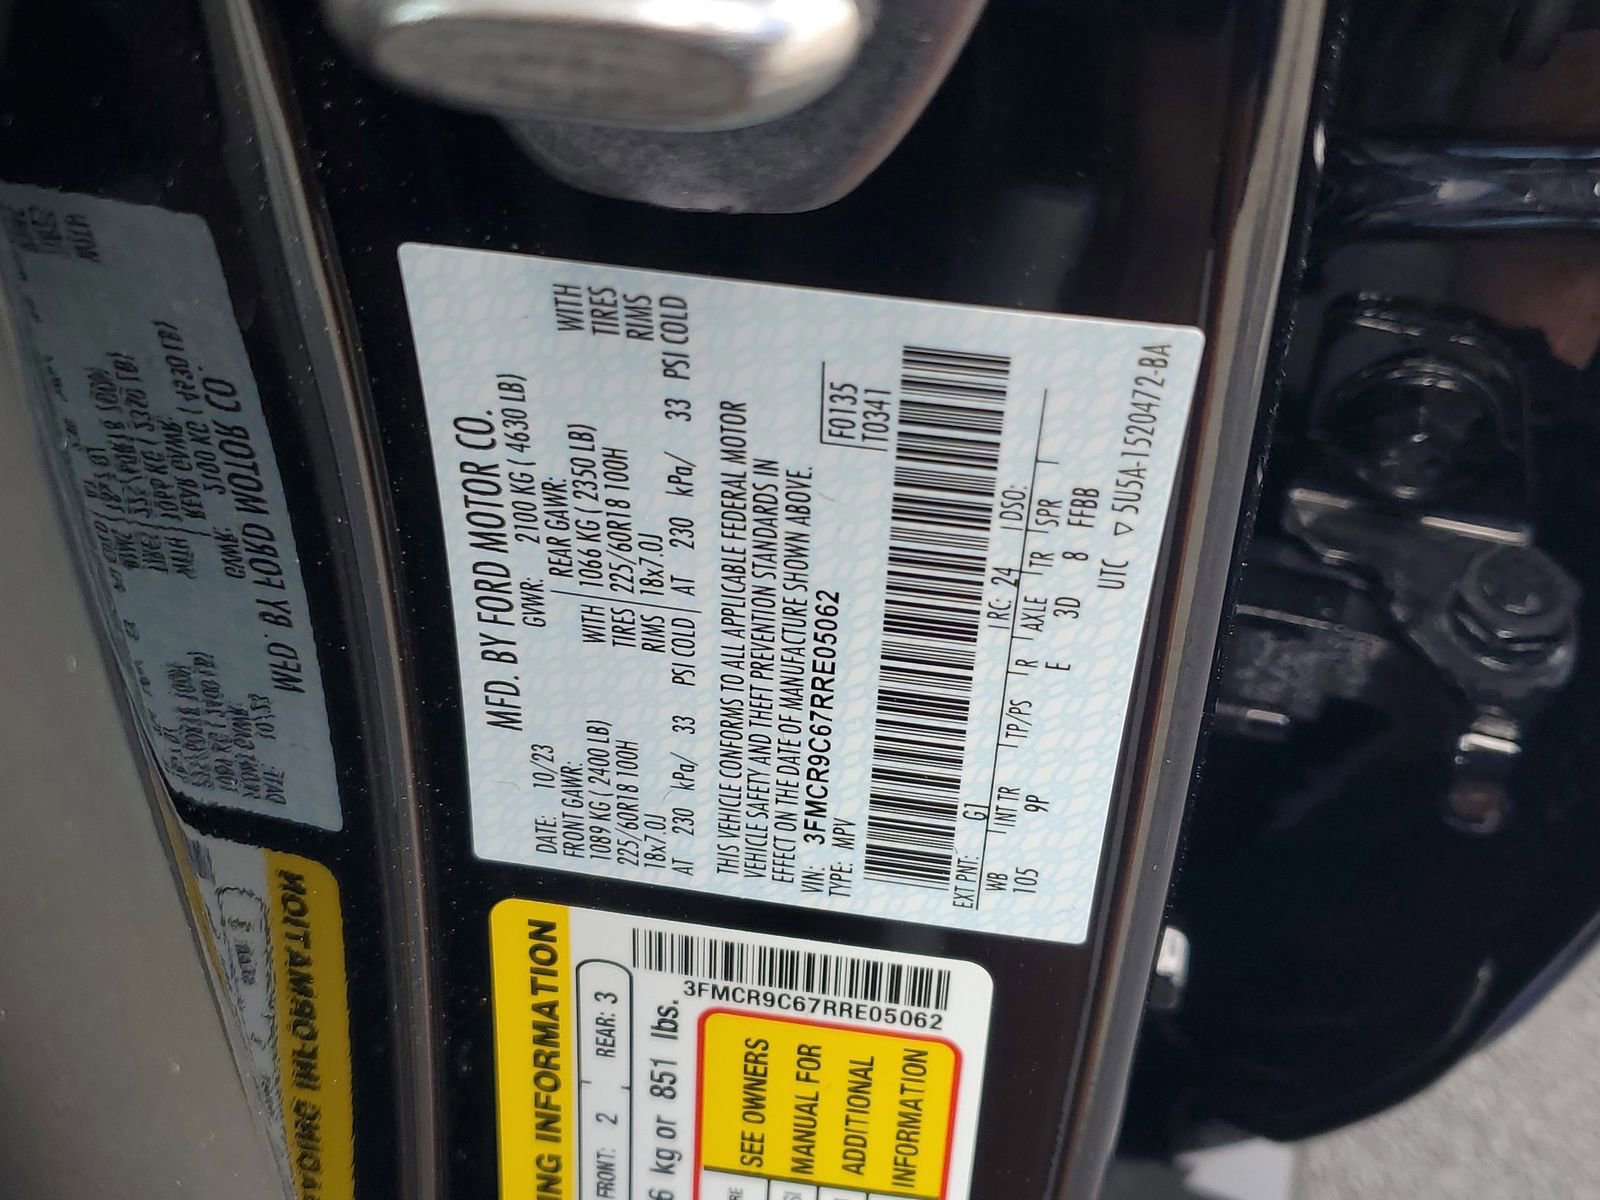 MFD. BY FORD MOTOR CO.
DATE: 10/23 GVWR: 2100 KG ( 4630 LB)
FRONT GAWR: REAR GAWR:
1089 KG ( 2400 LB) WITH 1066 KG ( 2350 LB) WITH
225/60R18 100H TIRES 225/60R18 100H TIRES
18x7.0J RIMS 18x7.0J RIMS
AT 230 kPa/ 33 PSI COLD AT 230 kPa/ 33 PSI COLD
THIS VEHICLE CONFORMS TO ALL APPLICABLE FEDERAL MOTOR
VEHICLE SAFETY AND THEFT PREVENTION STANDARDS IN
EFFECT ON THE DATE OF MANUFACTURE SHOWN ABOVE.
VIN: 3FMCR9C67RRE05062 F0135
TYPE: MPV T0341
EXT PNT: G1 RC: 24 DSO:
WB INT TR TP/PS R AXLE TR SPR
105 9P E 3D 8 FFBB
UTC ▽ 5U5A-1520472-BA
ING INFORMATION
FRONT: 2 REAR: 3
6 kg or 851 lbs.
3FMCR9C67RRE05062
SEE OWNERS
MANUAL FOR
ADDITIONAL
INFORMATION